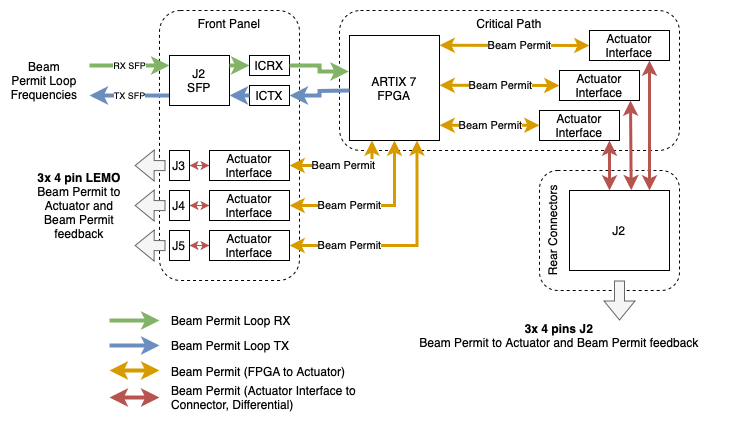 Front Panel
Critical Path
Beam
Permit Loop
Frequencies
RX SFP
TX SFP
J2
SFP
ICRX
ICTX
ARTIX 7
FPGA
Beam Permit
Actuator
Interface
Beam Permit
Actuator
Interface
Beam Permit
Actuator
Interface
3x 4 pin LEMO
Beam Permit to
Actuator and
Beam Permit
feedback
J3
Actuator
Interface
Beam Permit
J4
Actuator
Interface
Beam Permit
J5
Actuator
Interface
Beam Permit
Rear Connectors
J2
3x 4 pins J2
Beam Permit to Actuator and Beam Permit feedback
Beam Permit Loop RX
Beam Permit Loop TX
Beam Permit (FPGA to Actuator)
Beam Permit (Actuator Interface to
Connector, Differential)